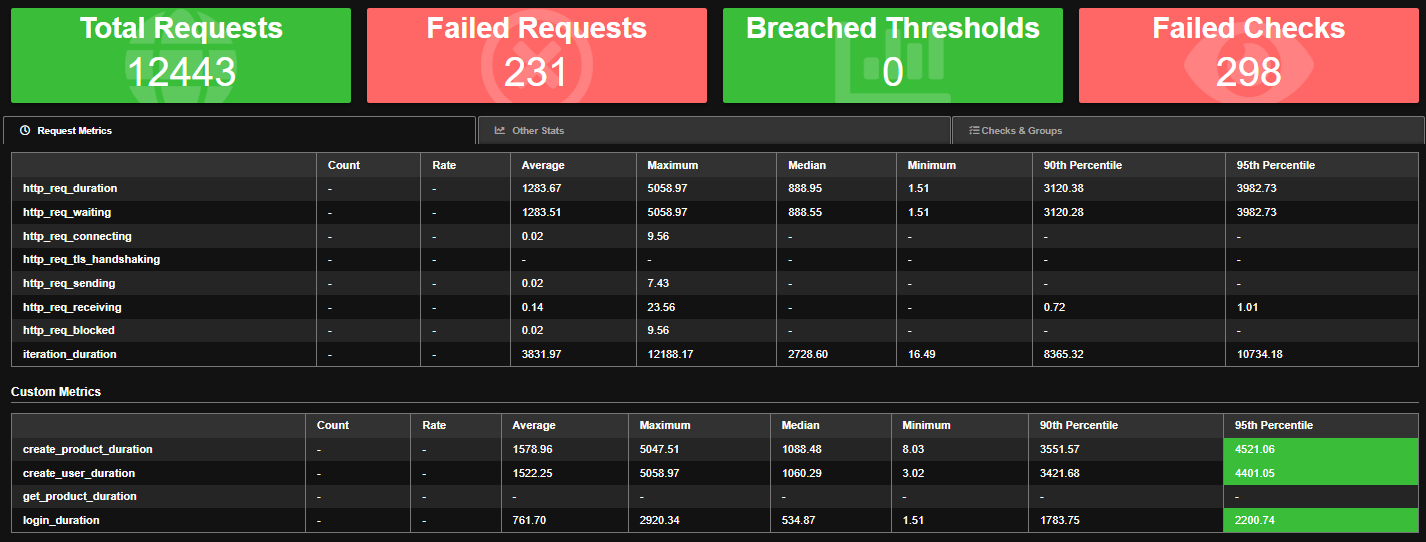 Total Requests Failed Requests Breached Thresholds Failed Checks
12443 231 0 298
Request Metrics Other Stats Checks & Groups
Count Rate Average Maximum Median Minimum 90th Percentile 95th Percentile
http_req_duration - - 1283.67 5058.97 888.95 1.51 3120.38 3982.73
http_req_waiting - - 1283.51 5058.97 888.55 1.51 3120.28 3982.73
http_req_connecting - - 0.02 9.56 - - - -
http_req_tls_handshaking - - - - - - - -
http_req_sending - - 0.02 7.43 - - - -
http_req_receiving - - 0.14 23.56 - - 0.72 1.01
http_req_blocked - - 0.02 9.56 - - - -
iteration_duration - - 3831.97 12188.17 2728.60 16.49 8365.32 10734.18
Custom Metrics
Count Rate Average Maximum Median Minimum 90th Percentile 95th Percentile
create_product_duration - - 1578.96 5047.51 1088.48 8.03 3551.57 4521.06
create_user_duration - - 1522.25 5058.97 1060.29 3.02 3421.68 4401.05
get_product_duration - - - - - - - -
login_duration - - 761.70 2920.34 534.87 1.51 1783.75 2200.74